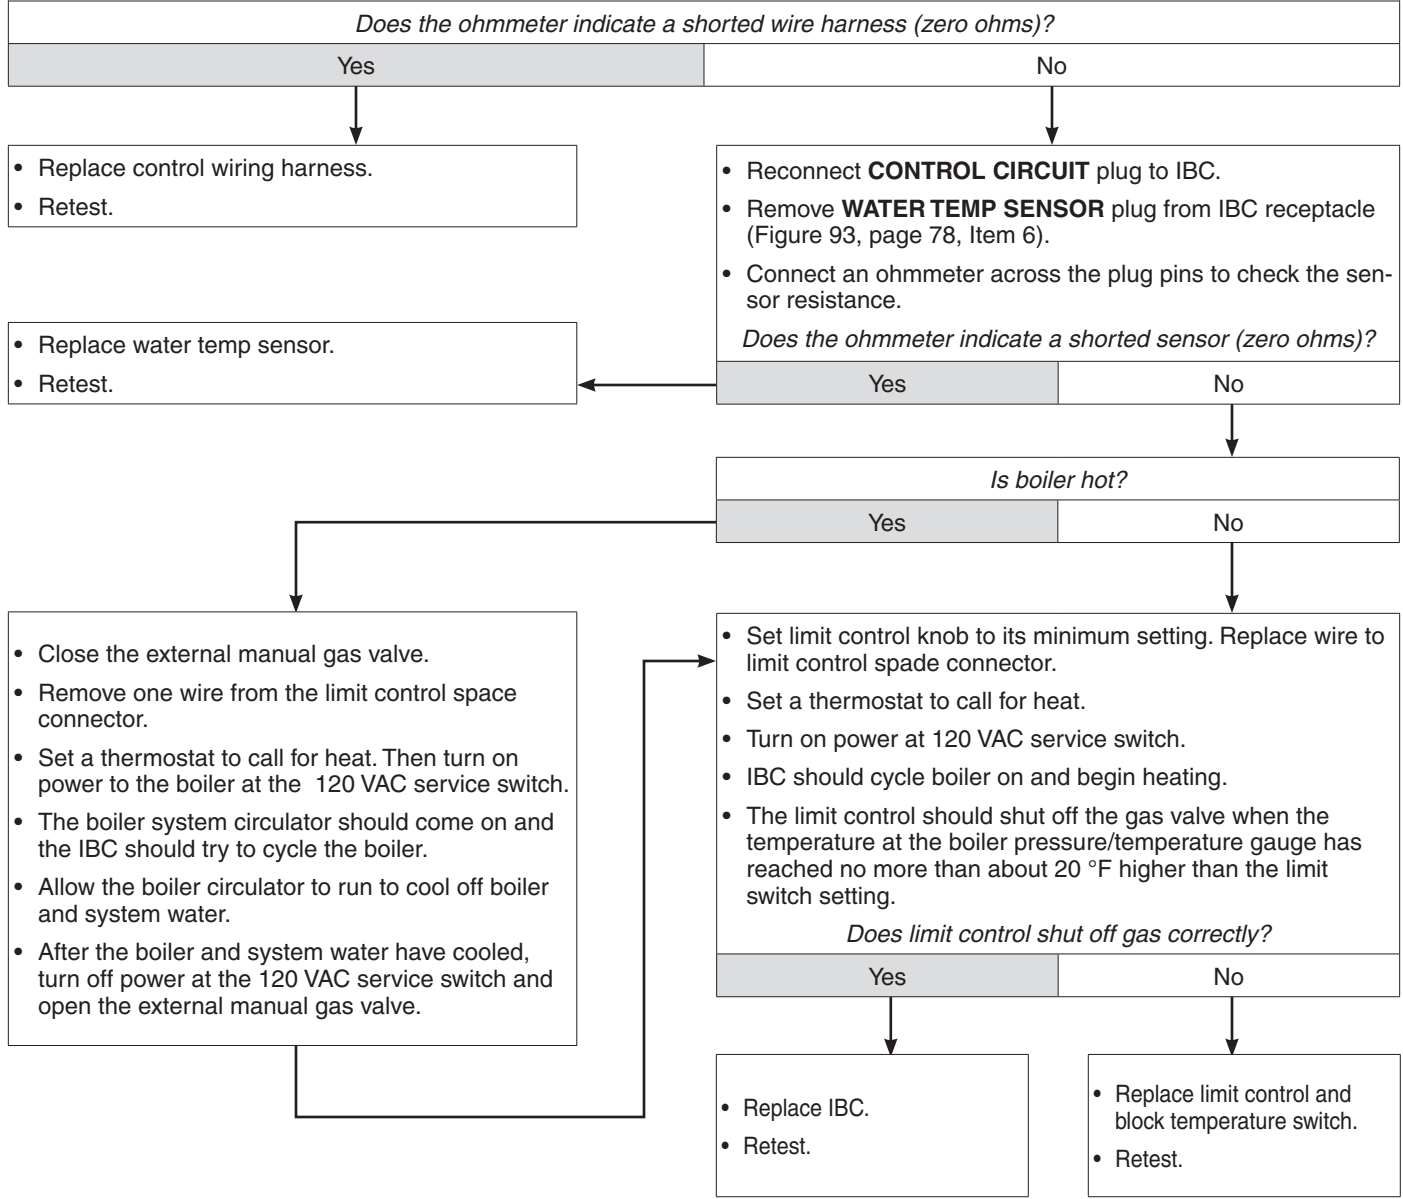 Does the ohmmeter indicate a shorted wire harness (zero ohms)?
Yes
No
• Replace control wiring harness.
• Retest.
• Reconnect CONTROL CIRCUIT plug to IBC.
• Remove WATER TEMP SENSOR plug from IBC receptacle
(Figure 93, page 78, Item 6).
• Connect an ohmmeter across the plug pins to check the sen-
sor resistance.
Does the ohmmeter indicate a shorted sensor (zero ohms)?
Yes
No
• Replace water temp sensor.
• Retest.
Is boiler hot?
Yes
No
• Close the external manual gas valve.
• Remove one wire from the limit control space
connector.
• Set a thermostat to call for heat. Then turn on
power to the boiler at the 120 VAC service switch.
• The boiler system circulator should come on and
the IBC should try to cycle the boiler.
• Allow the boiler circulator to run to cool off boiler
and system water.
• After the boiler and system water have cooled,
turn off power at the 120 VAC service switch and
open the external manual gas valve.
• Set limit control knob to its minimum setting. Replace wire to
limit control spade connector.
• Set a thermostat to call for heat.
• Turn on power at 120 VAC service switch.
• IBC should cycle boiler on and begin heating.
• The limit control should shut off the gas valve when the
temperature at the boiler pressure/temperature gauge has
reached no more than about 20 °F higher than the limit
switch setting.
Does limit control shut off gas correctly?
Yes
No
• Replace IBC.
• Retest.
• Replace limit control and
block temperature switch.
• Retest.